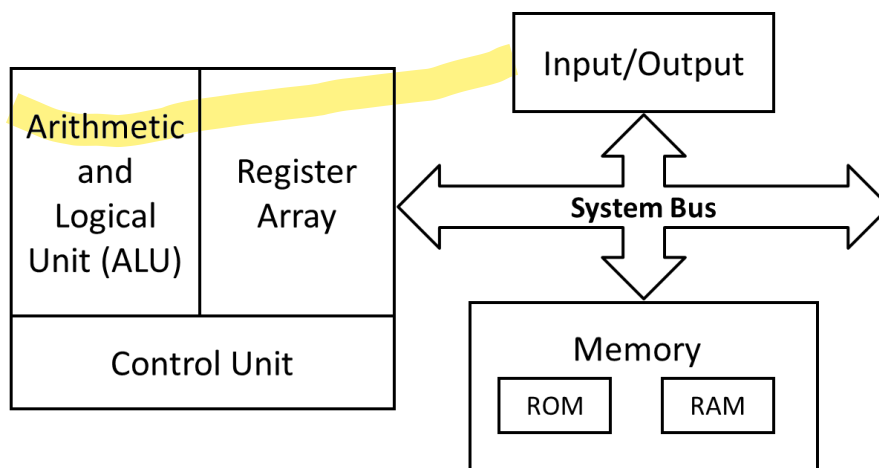 Input/Output
Arithmetic
and
Logical
Unit (ALU)
Register
Array
System Bus
Control Unit
Memory
ROM
RAM